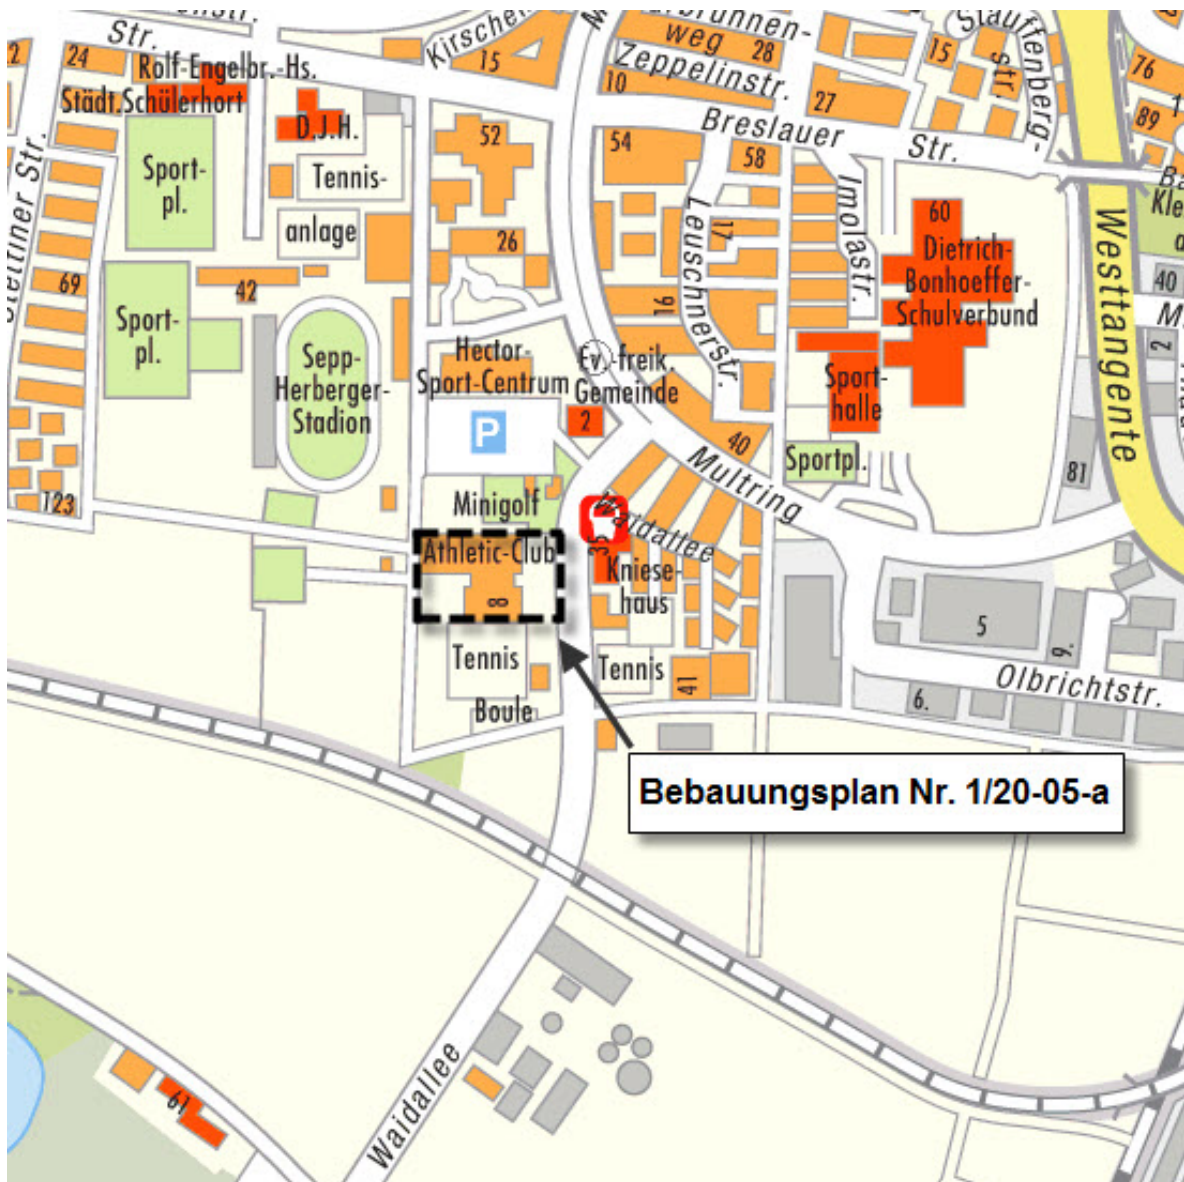 Str.
Kirschen
weg
28
Zeppelinstr.
10
15
Stauffenberg-
str.
15
76
89
24
Rolf-Engelbr.-Hs.
Städt.Schülerhort
D.J.H.
52
54
27
Breslauer
Str.
58
Sport-
pl.
Tennis-
anlage
Stettiner Str.
69
42
26
Leuschnerstr.
17
16
Imolastr.
60
Dietrich-
Bonhoeffer-
Schulverbund
Westtangente
40
2
Sport-
pl.
Sepp-
Herberger-
Stadion
Hector-
Sport-Centrum
Ev.-freik.
Gemeinde
2
P
Sport-
halle
40
Sportpl.
81
Multring
123
Minigolf
Waidallee
35
Athletic-Club
8
Kniese-
haus
5
9.
Tennis
Tennis
41
Boule
Olbrichtstr.
6.
Bebauungsplan Nr. 1/20-05-a
Waidallee
61